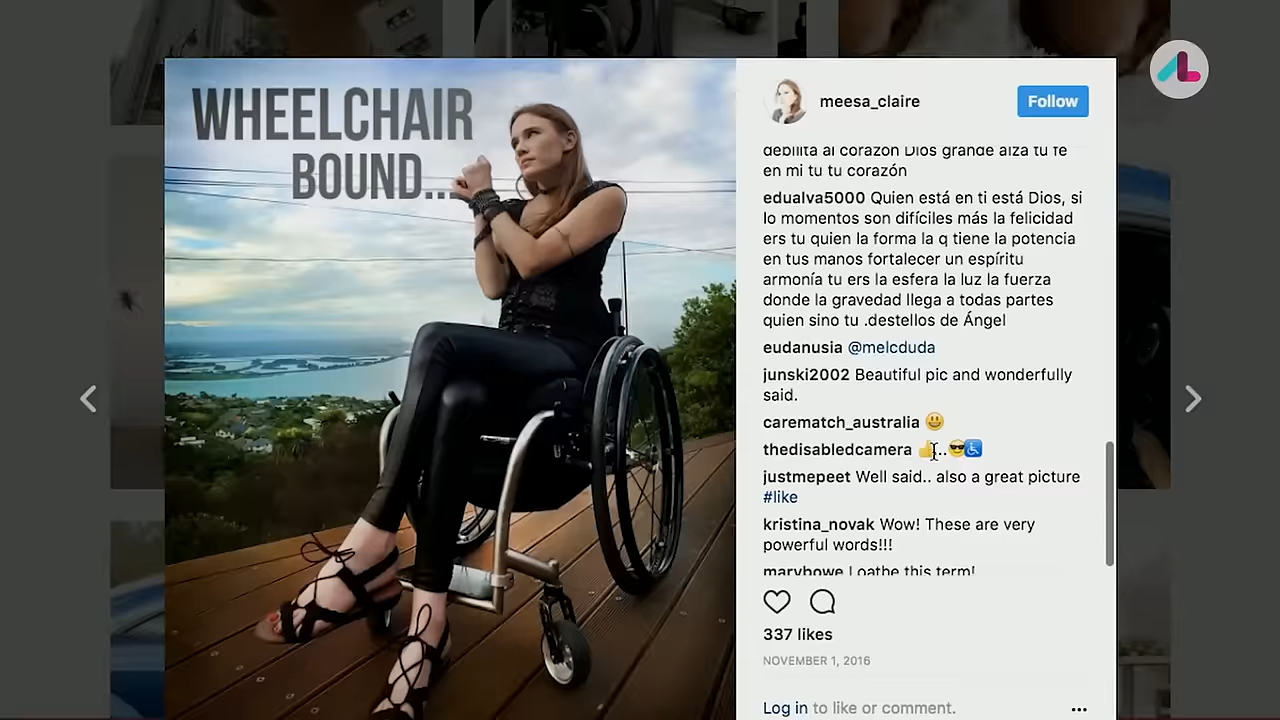 WHEELCHAIR
BOUND...
meesa_claire
Follow
debilita al corazón Dios grande alza tu fe
en mi tu tu corazón
edualva5000 Quien está en ti está Dios, si
lo momentos son difíciles más la felicidad
ers tu quien la forma la q tiene la potencia
en tus manos fortalecer un espíritu
armonía tu ers la esfera la luz la fuerza
donde la gravedad llega a todas partes
quien sino tu .destellos de Ángel
eudanusia @melcduda
junski2002 Beautiful pic and wonderfully
said.
carematch_australia 😃
thedisabledcamera 👍..😎♿
justmepeet Well said.. also a great picture
#like
kristina_novak Wow! These are very
powerful words!!!
marybowe Loathe this term!
337 likes
NOVEMBER 1, 2016
Log in to like or comment.
AL